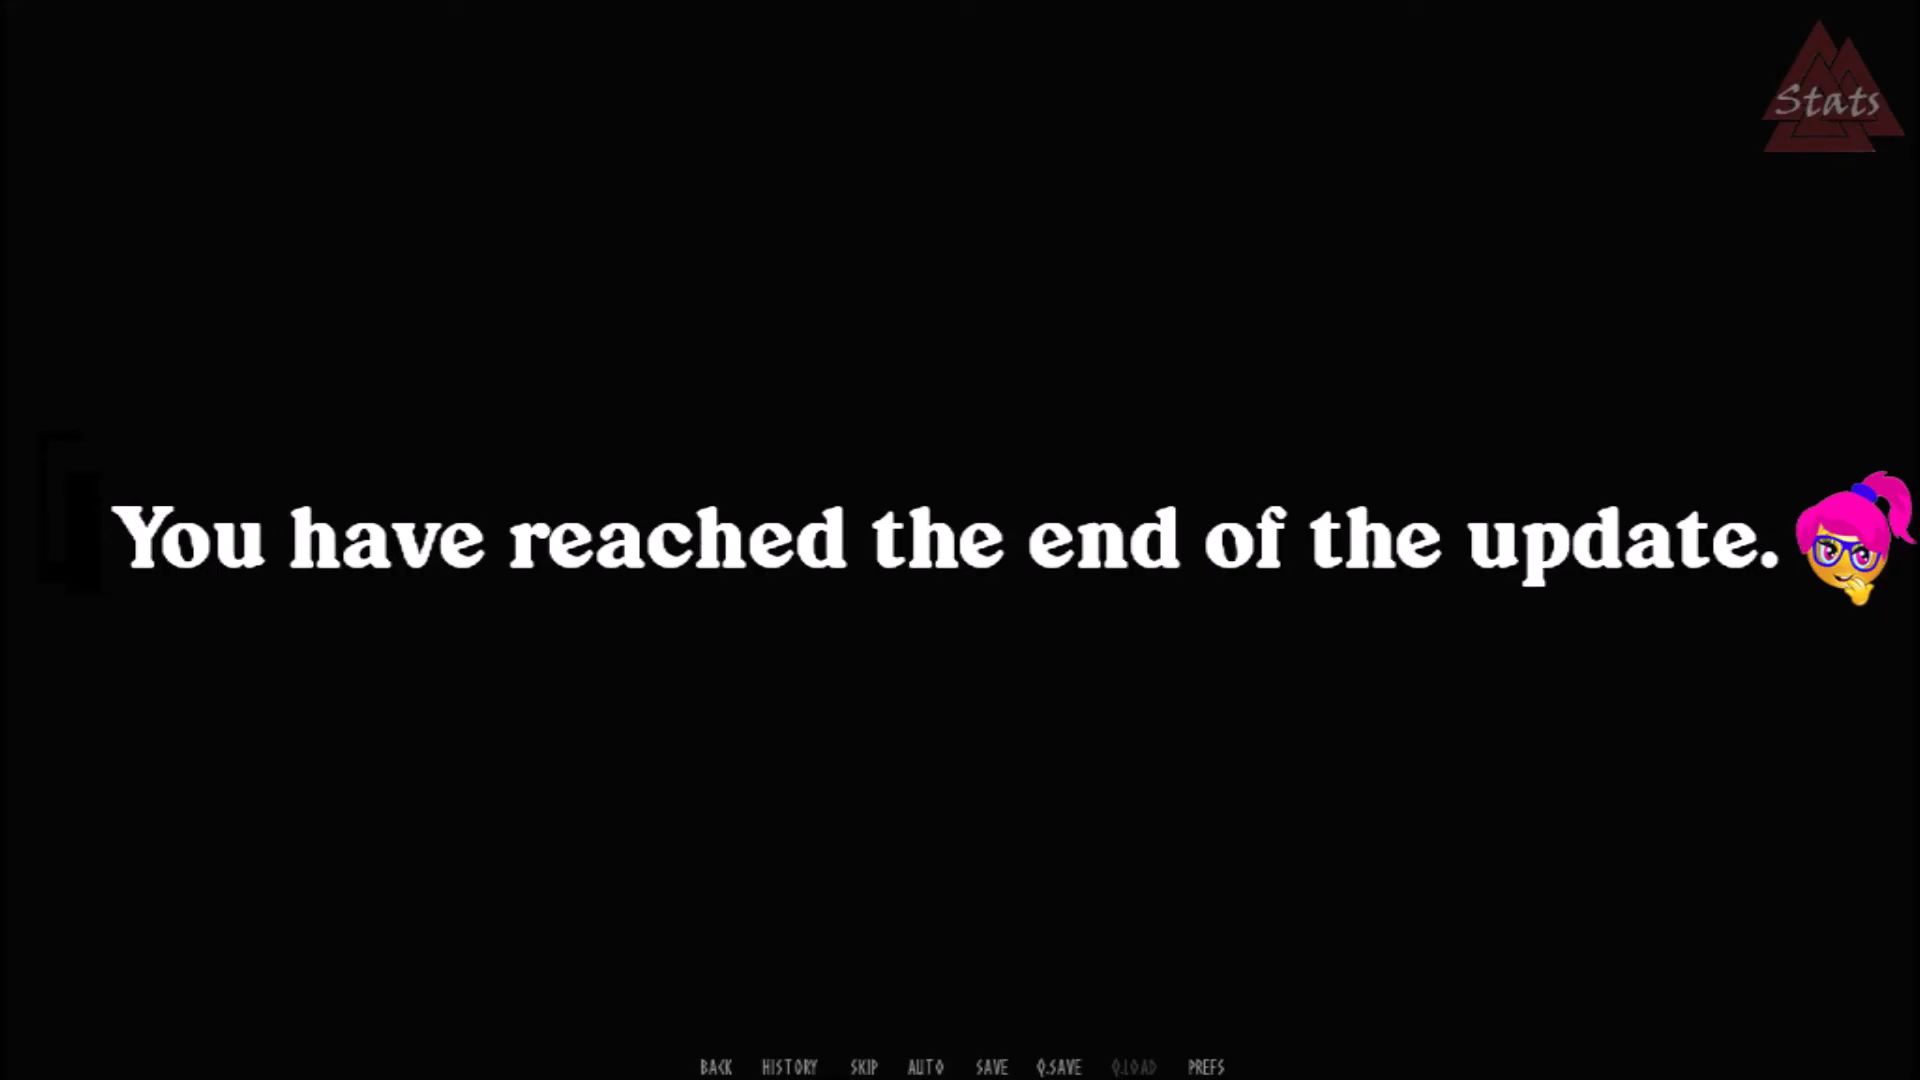 Stats
You have reached the end of the update.
BACK HISTORY SKIP AUTO SAVE Q.SAVE Q.LOAD PREFS